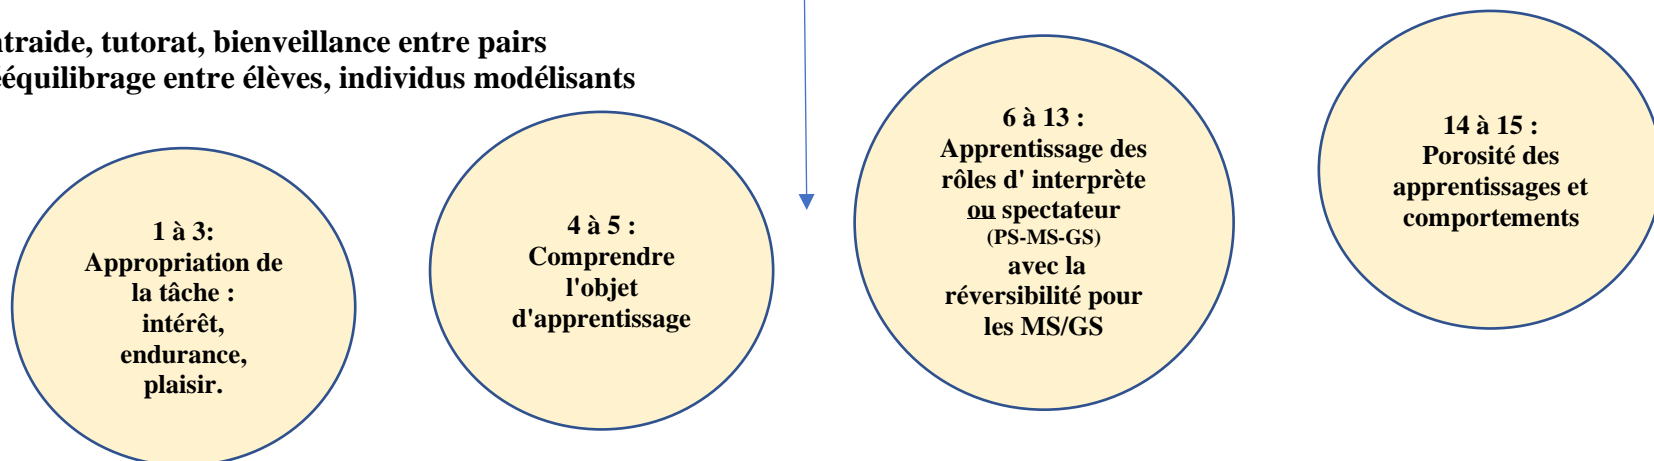 ntraide, tutorat, bienveillance entre pairs
ééquilibrage entre élèves, individus modélisants
1 à 3:
Appropriation de
la tâche :
intérêt,
endurance,
plaisir.
4 à 5 :
Comprendre
l'objet
d'apprentissage
6 à 13 :
Apprentissage des
rôles d' interprète
ou spectateur
(PS-MS-GS)
avec la
réversibilité pour
les MS/GS
14 à 15 :
Porosité des
apprentissages et
comportements